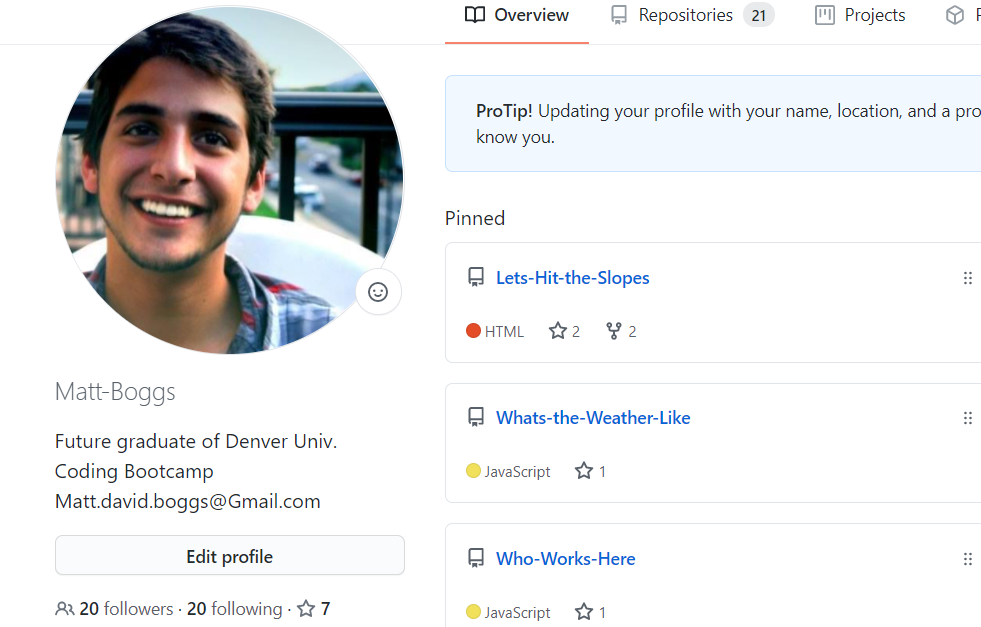 Overview
Repositories 21
Projects
ProTip! Updating your profile with your name, location, and a pro
know you.
Pinned
Lets-Hit-the-Slopes
HTML 2 2
Whats-the-Weather-Like
JavaScript 1
Who-Works-Here
JavaScript 1
Matt-Boggs
Future graduate of Denver Univ.
Coding Bootcamp
Matt.david.boggs@Gmail.com
Edit profile
20 followers · 20 following · 7